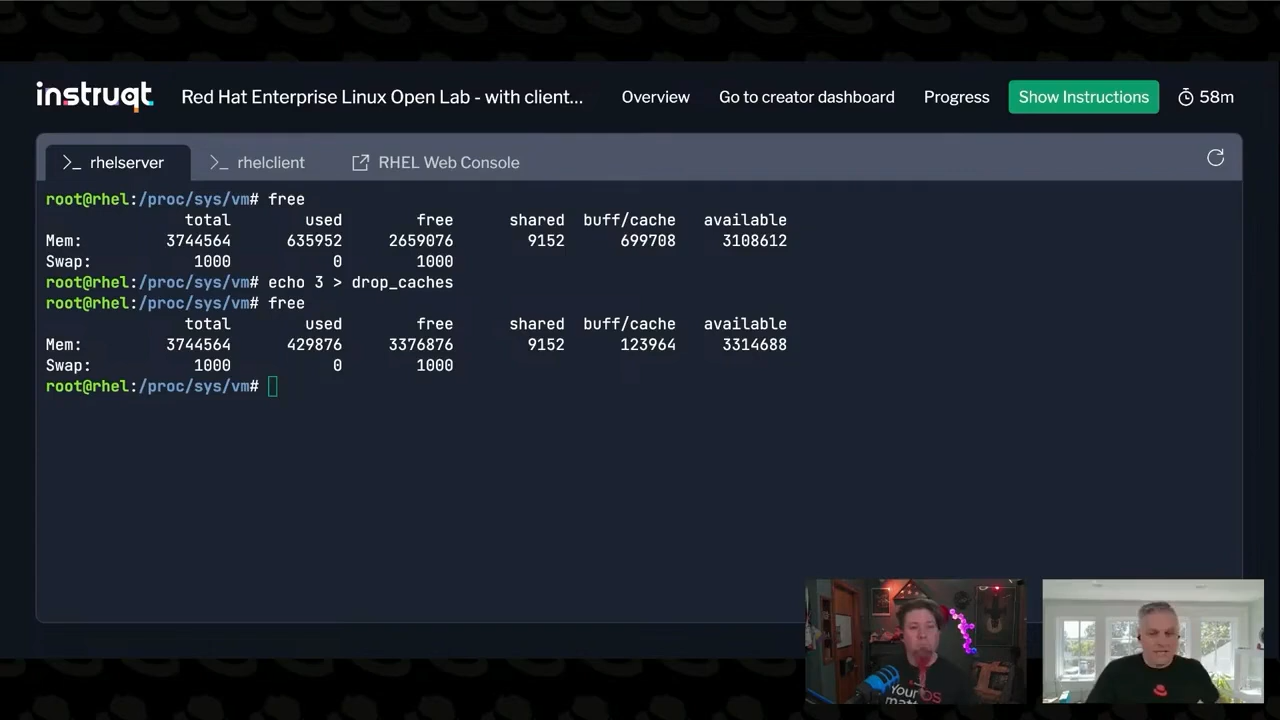 instruqt Red Hat Enterprise Linux Open Lab - with client... Overview Go to creator dashboard Progress Show Instructions 58m
>_ rhelserver >_ rhelclient RHEL Web Console
root@rhel:/proc/sys/vm# free
total used free shared buff/cache available
Mem: 3744564 635952 2659076 9152 699708 3108612
Swap: 1000 0 1000
root@rhel:/proc/sys/vm# echo 3 > drop_caches
root@rhel:/proc/sys/vm# free
total used free shared buff/cache available
Mem: 3744564 429876 3376876 9152 123964 3314688
Swap: 1000 0 1000
root@rhel:/proc/sys/vm#
Your OS